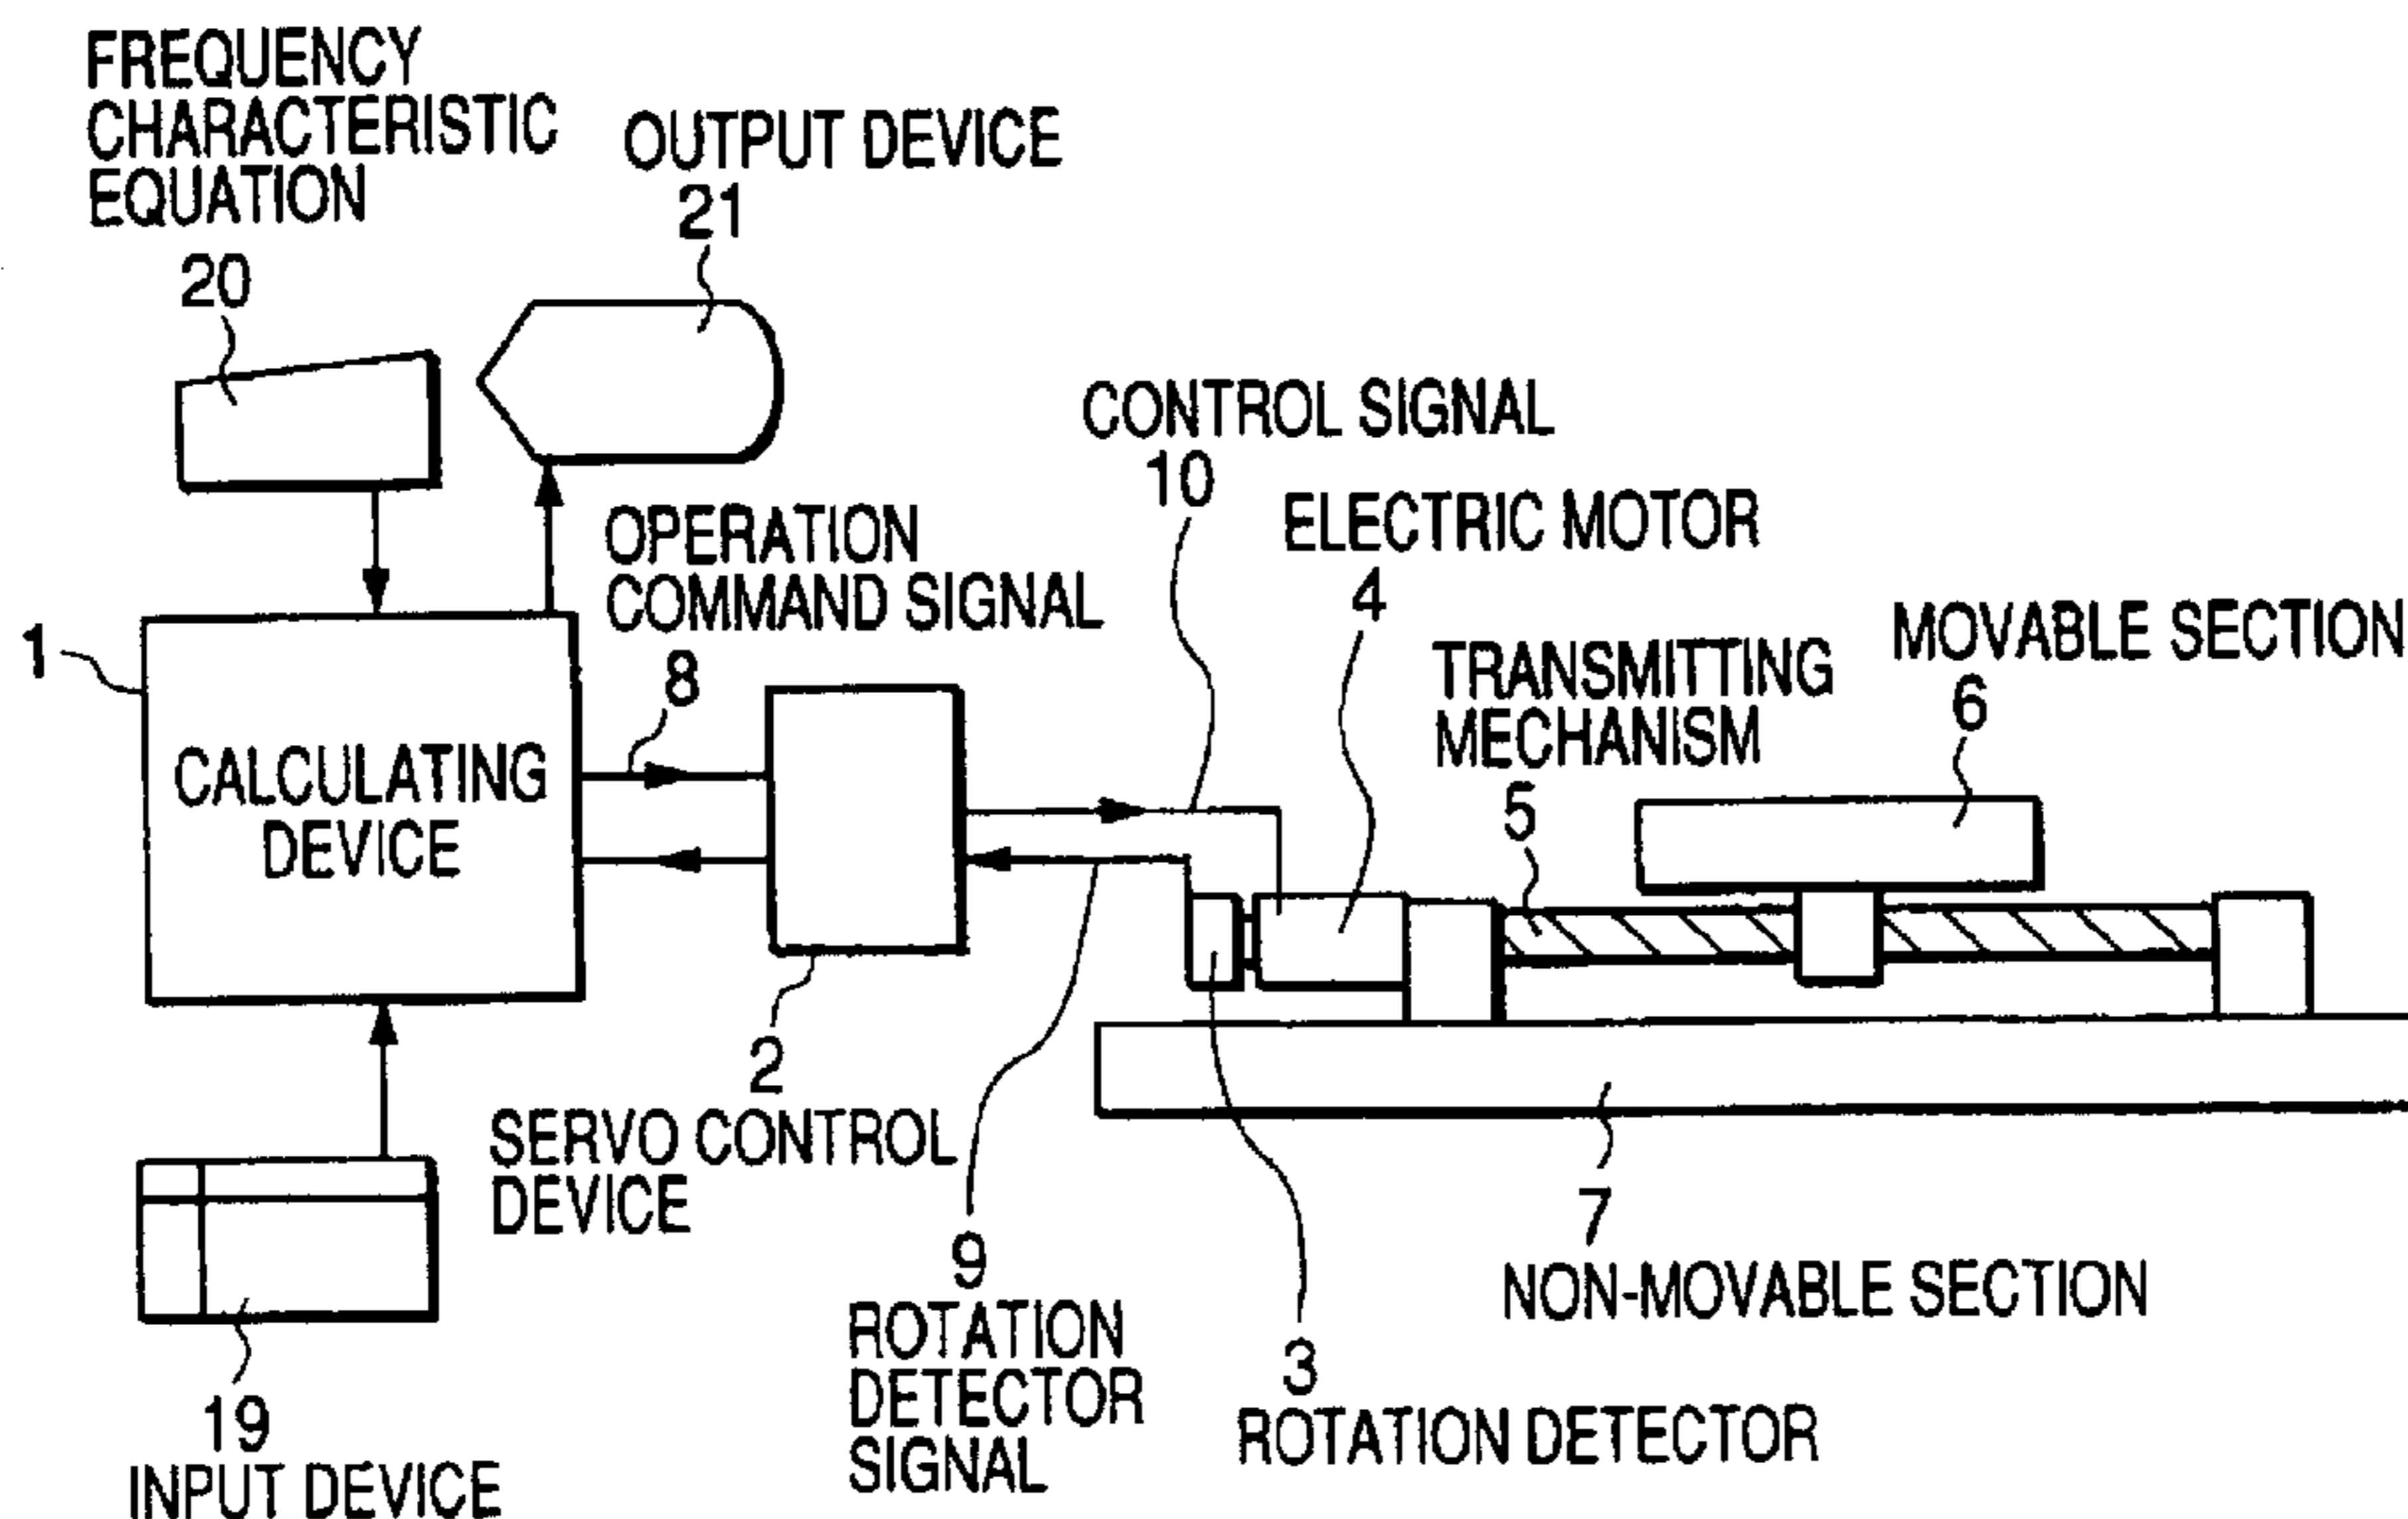 FREQUENCY
CHARACTERISTIC
EQUATION
20
OUTPUT DEVICE
21
CONTROL SIGNAL
10
ELECTRIC MOTOR
4
OPERATION
COMMAND SIGNAL
8
MOVABLE SECTION
6
TRANSMITTING
MECHANISM
5
1
CALCULATING
DEVICE
2
SERVO CONTROL
DEVICE
9
ROTATION
DETECTOR
SIGNAL
3
ROTATION DETECTOR
7
NON-MOVABLE SECTION
19
INPUT DEVICE